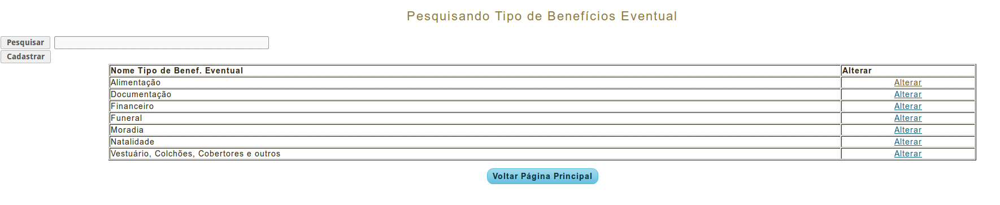 Pesquisando Tipo de Benefícios Eventual
Pesquisar
Cadastrar
Nome Tipo de Benef. Eventual Alterar
Alimentação Alterar
Documentação Alterar
Financeiro Alterar
Funeral Alterar
Moradia Alterar
Natalidade Alterar
Vestuário, Colchões, Cobertores e outros Alterar
Voltar Página Principal